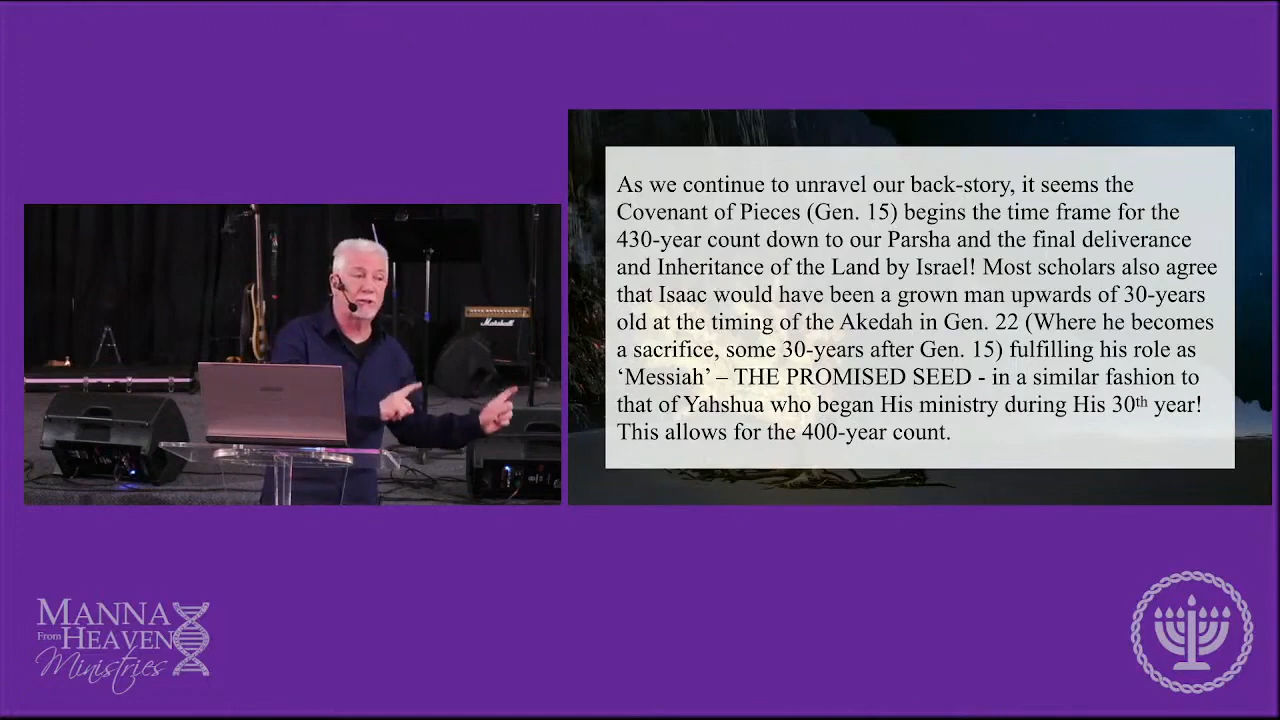 As we continue to unravel our back-story, it seems the
Covenant of Pieces (Gen. 15) begins the time frame for the
430-year count down to our Parsha and the final deliverance
and Inheritance of the Land by Israel! Most scholars also agree
that Isaac would have been a grown man upwards of 30-years
old at the timing of the Akedah in Gen. 22 (Where he becomes
a sacrifice, some 30-years after Gen. 15) fulfilling his role as
‘Messiah’ – THE PROMISED SEED - in a similar fashion to
that of Yahshua who began His ministry during His 30th year!
This allows for the 400-year count.
Marshall
MANNA
From HEAVEN
Ministries